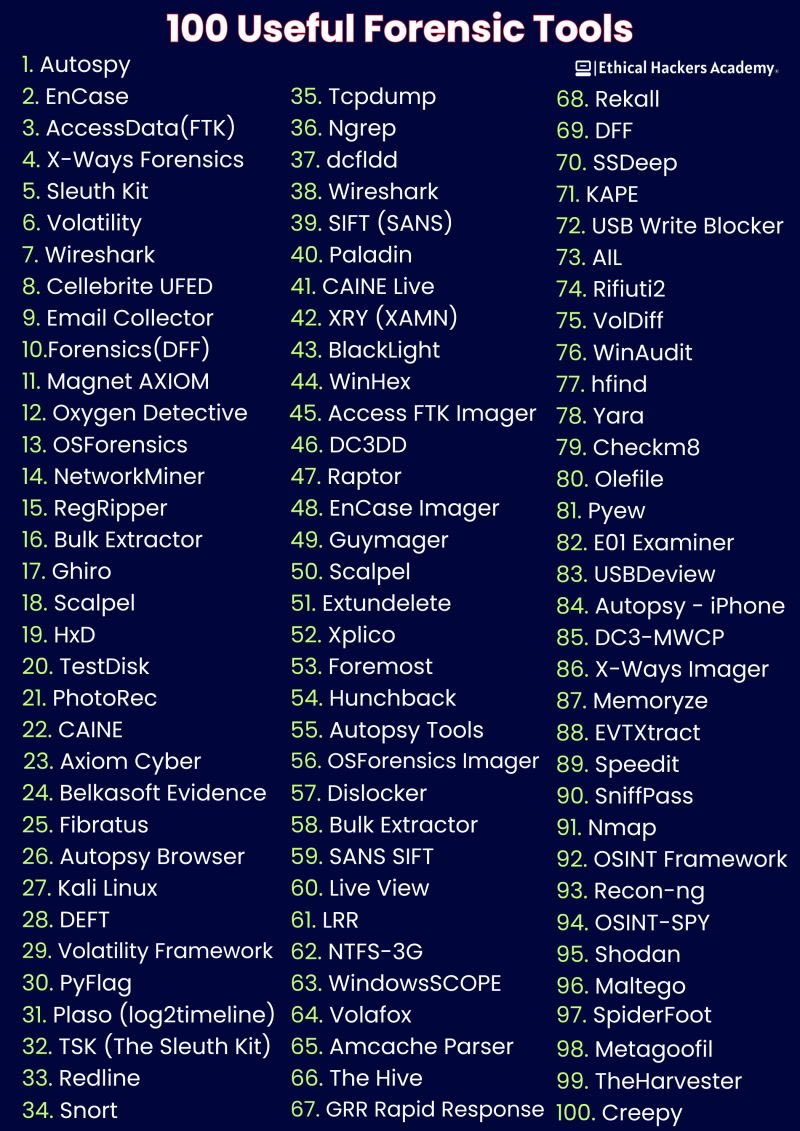 100 Useful Forensic Tools
Ethical Hackers Academy
1. Autospy
2. EnCase
3. AccessData(FTK)
4. X-Ways Forensics
5. Sleuth Kit
6. Volatility
7. Wireshark
8. Cellebrite UFED
9. Email Collector
10.Forensics(DFF)
11. Magnet AXIOM
12. Oxygen Detective
13. OSForensics
14. NetworkMiner
15. RegRipper
16. Bulk Extractor
17. Ghiro
18. Scalpel
19. HxD
20. TestDisk
21. PhotoRec
22. CAINE
23. Axiom Cyber
24. Belkasoft Evidence
25. Fibratus
26. Autopsy Browser
27. Kali Linux
28. DEFT
29. Volatility Framework
30. PyFlag
31. Plaso (log2timeline)
32. TSK (The Sleuth Kit)
33. Redline
34. Snort
35. Tcpdump
36. Ngrep
37. dcfldd
38. Wireshark
39. SIFT (SANS)
40. Paladin
41. CAINE Live
42. XRY (XAMN)
43. BlackLight
44. WinHex
45. Access FTK Imager
46. DC3DD
47. Raptor
48. EnCase Imager
49. Guymager
50. Scalpel
51. Extundelete
52. Xplico
53. Foremost
54. Hunchback
55. Autopsy Tools
56. OSForensics Imager
57. Dislocker
58. Bulk Extractor
59. SANS SIFT
60. Live View
61. LRR
62. NTFS-3G
63. WindowsSCOPE
64. Volafox
65. Amcache Parser
66. The Hive
67. GRR Rapid Response
68. Rekall
69. DFF
70. SSDeep
71. KAPE
72. USB Write Blocker
73. AIL
74. Rifiuti2
75. VolDiff
76. WinAudit
77. hfind
78. Yara
79. Checkm8
80. Olefile
81. Pyew
82. E01 Examiner
83. USBDeview
84. Autopsy - iPhone
85. DC3-MWCP
86. X-Ways Imager
87. Memoryze
88. EVTXtract
89. Speedit
90. SniffPass
91. Nmap
92. OSINT Framework
93. Recon-ng
94. OSINT-SPY
95. Shodan
96. Maltego
97. SpiderFoot
98. Metagoofil
99. TheHarvester
100. Creepy